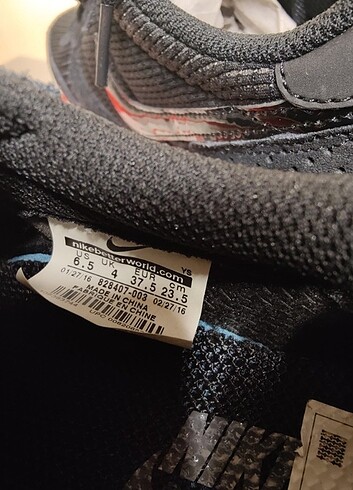 nikebetterworld.com
US UK EUR cm YS
6.5 4 37.5 23.5
01/27/16 828407-003 02/27/16
MADE IN CHINA
FABRIQUE EN CHINE